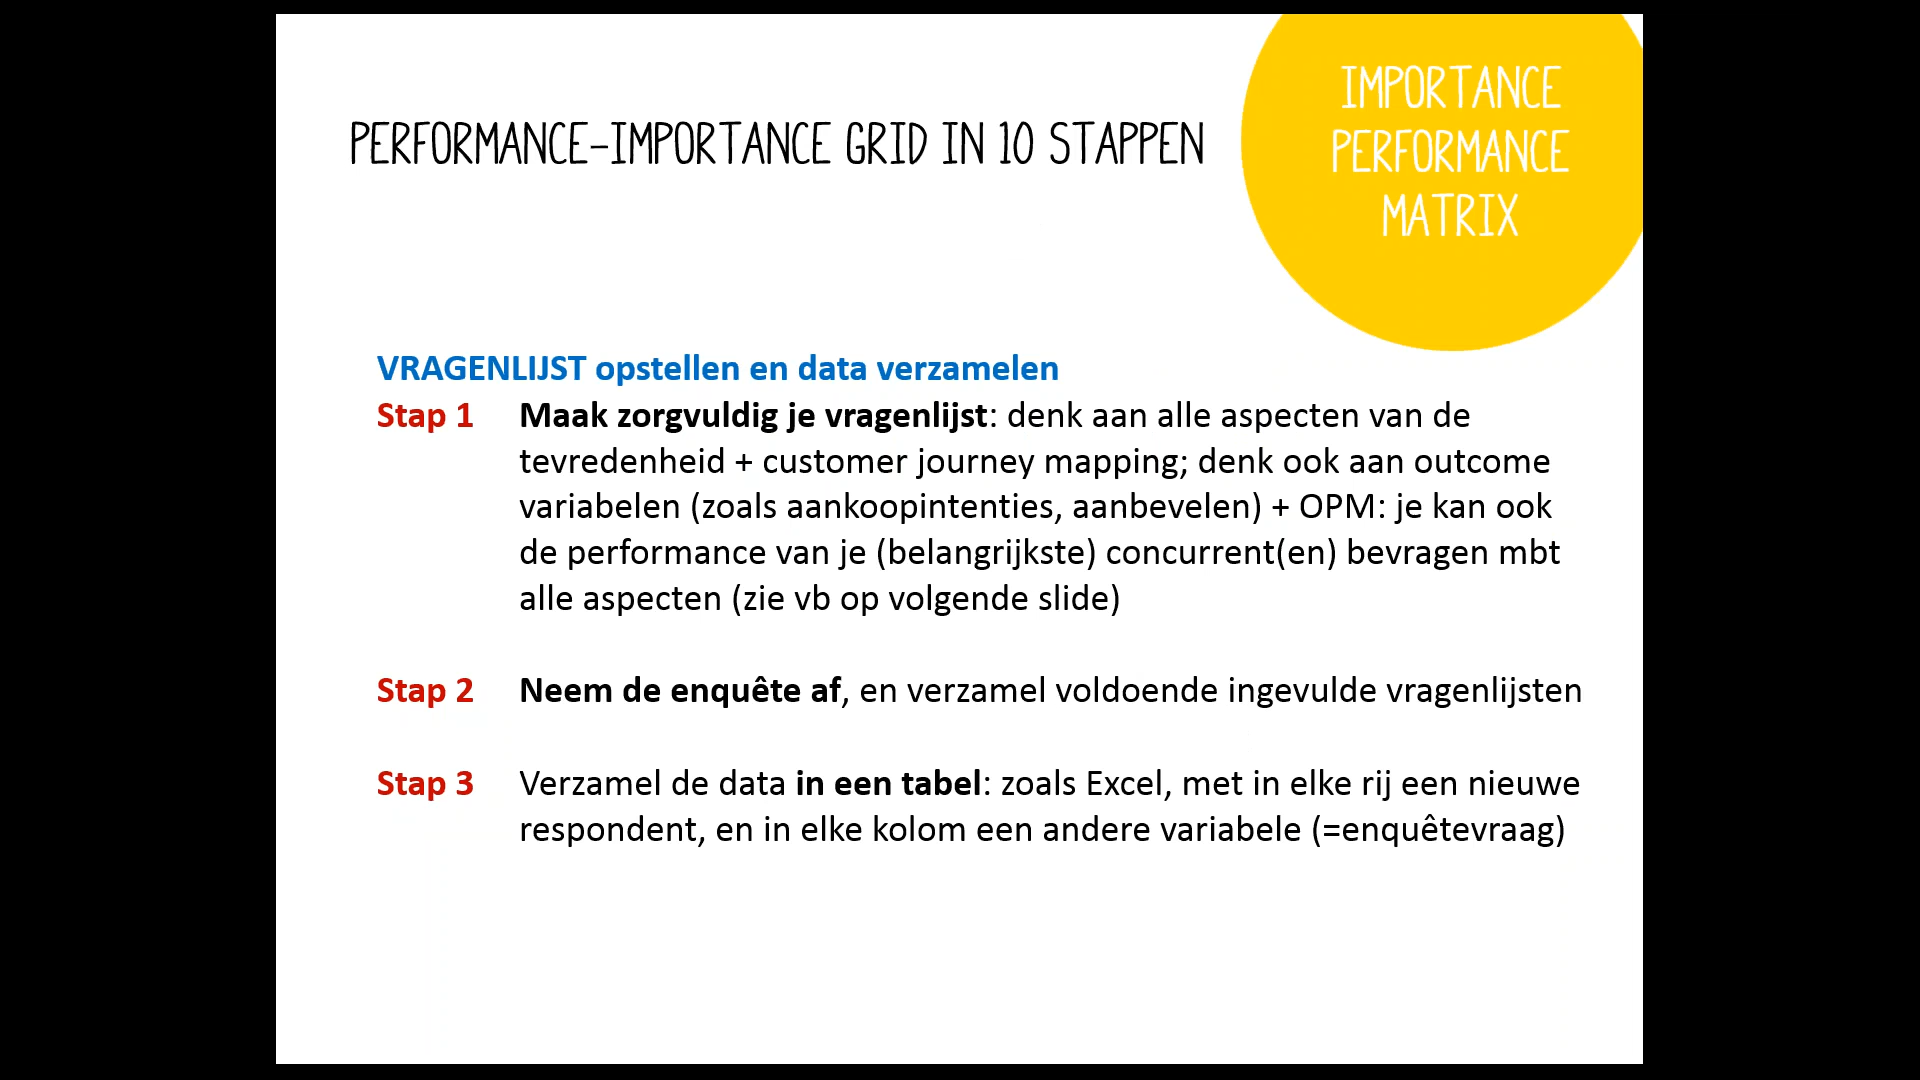 PERFORMANCE-IMPORTANCE GRID IN 10 STAPPEN
IMPORTANCE
PERFORMANCE
MATRIX
VRAGENLIJST opstellen en data verzamelen
Stap 1 Maak zorgvuldig je vragenlijst: denk aan alle aspecten van de
tevredenheid + customer journey mapping; denk ook aan outcome
variabelen (zoals aankoopintenties, aanbevelen) + OPM: je kan ook
de performance van je (belangrijkste) concurrent(en) bevragen mbt
alle aspecten (zie vb op volgende slide)
Stap 2 Neem de enquête af, en verzamel voldoende ingevulde vragenlijsten
Stap 3 Verzamel de data in een tabel: zoals Excel, met in elke rij een nieuwe
respondent, en in elke kolom een andere variabele (=enquêtevraag)